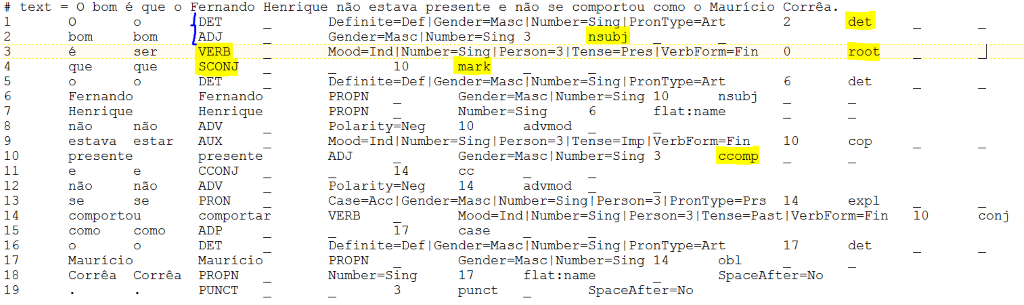 # text = O bom é que o Fernando Henrique não estava presente e não se comportou como o Maurício Corrêa.
1 O o DET _ Definite=Def|Gender=Masc|Number=Sing|PronType=Art 2 det _ _
2 bom bom ADJ _ Gender=Masc|Number=Sing 3 nsubj _ _
3 é ser VERB _ Mood=Ind|Number=Sing|Person=3|Tense=Pres|VerbForm=Fin 0 root _ _
4 que que SCONJ _ _ 10 mark _ _
5 o o DET _ Definite=Def|Gender=Masc|Number=Sing|PronType=Art 6 det _ _
6 Fernando Fernando PROPN _ Gender=Masc|Number=Sing 10 nsubj _ _
7 Henrique Henrique PROPN _ Number=Sing 6 flat:name _ _
8 não não ADV _ Polarity=Neg 10 advmod _ _
9 estava estar AUX _ Mood=Ind|Number=Sing|Person=3|Tense=Imp|VerbForm=Fin 10 cop _ _
10 presente presente ADJ _ Gender=Masc|Number=Sing 3 ccomp _ _
11 e e CCONJ _ _ 14 cc _ _
12 não não ADV _ Polarity=Neg 14 advmod _ _
13 se se PRON _ Case=Acc|Gender=Masc|Number=Sing|Person=3|PronType=Prs 14 expl _ _
14 comportou comportar VERB _ Mood=Ind|Number=Sing|Person=3|Tense=Past|VerbForm=Fin 10 conj
15 como como ADP _ _ 17 case _ _
16 o o DET _ Definite=Def|Gender=Masc|Number=Sing|PronType=Art 17 det _ _
17 Maurício Maurício PROPN _ Gender=Masc|Number=Sing 14 obl _ _
18 Corrêa Corrêa PROPN _ Number=Sing 17 flat:name _ SpaceAfter=No
19 . . PUNCT _ _ 3 punct _ SpaceAfter=No